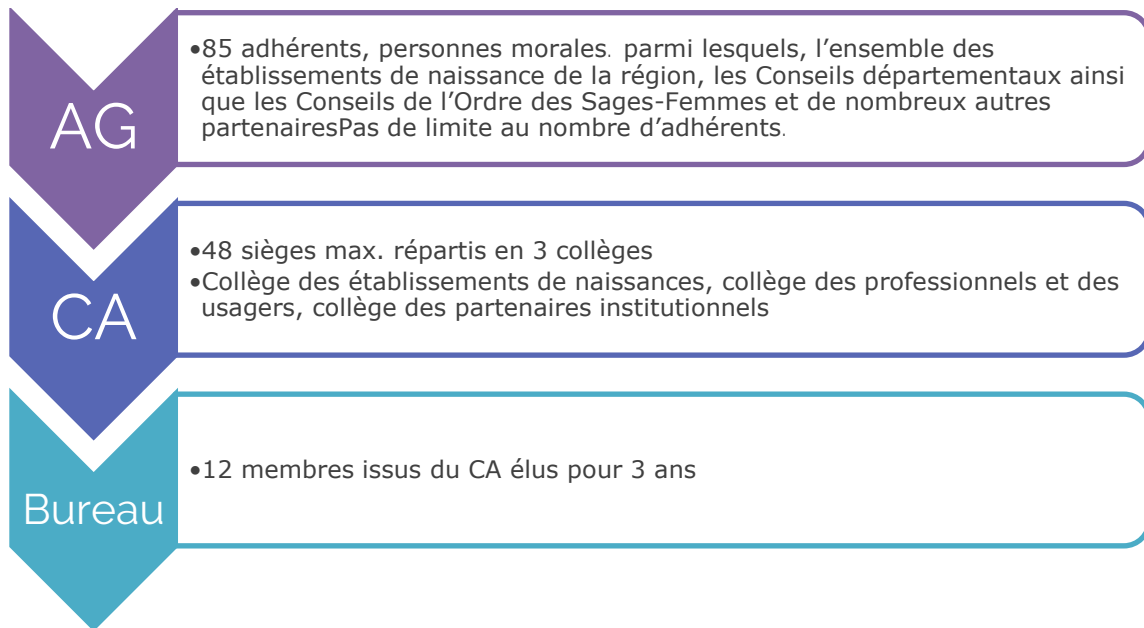 AG
•85 adhérents, personnes morales. parmi lesquels, l’ensemble des
établissements de naissance de la région, les Conseils départementaux ainsi
que les Conseils de l’Ordre des Sages-Femmes et de nombreux autres
partenairesPas de limite au nombre d’adhérents.
CA
•48 sièges max. répartis en 3 collèges
•Collège des établissements de naissances, collège des professionnels et des
usagers, collège des partenaires institutionnels
Bureau
•12 membres issus du CA élus pour 3 ans